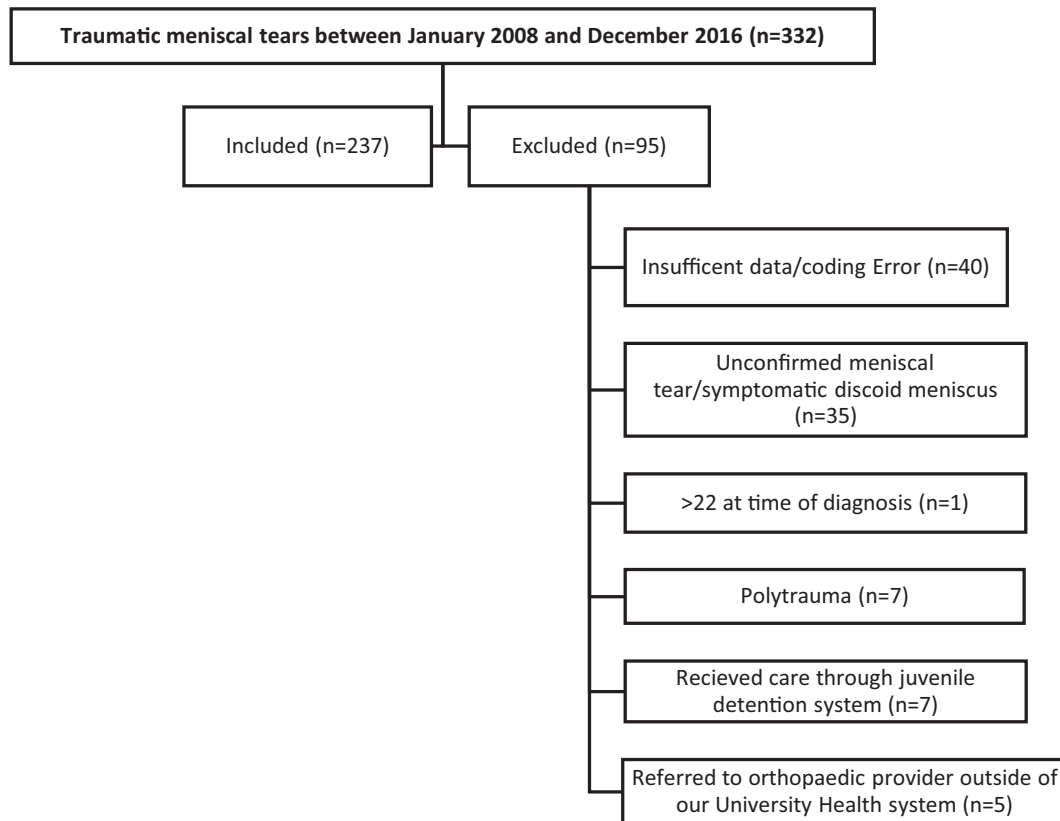 Traumatic meniscal tears between January 2008 and December 2016 (n=332)
Included (n=237)
Excluded (n=95)
Insufficent data/coding Error (n=40)
Unconfirmed meniscal
tear/symptomatic discoid meniscus
(n=35)
>22 at time of diagnosis (n=1)
Polytrauma (n=7)
Recieved care through juvenile
detention system (n=7)
Referred to orthopaedic provider outside of
our University Health system (n=5)